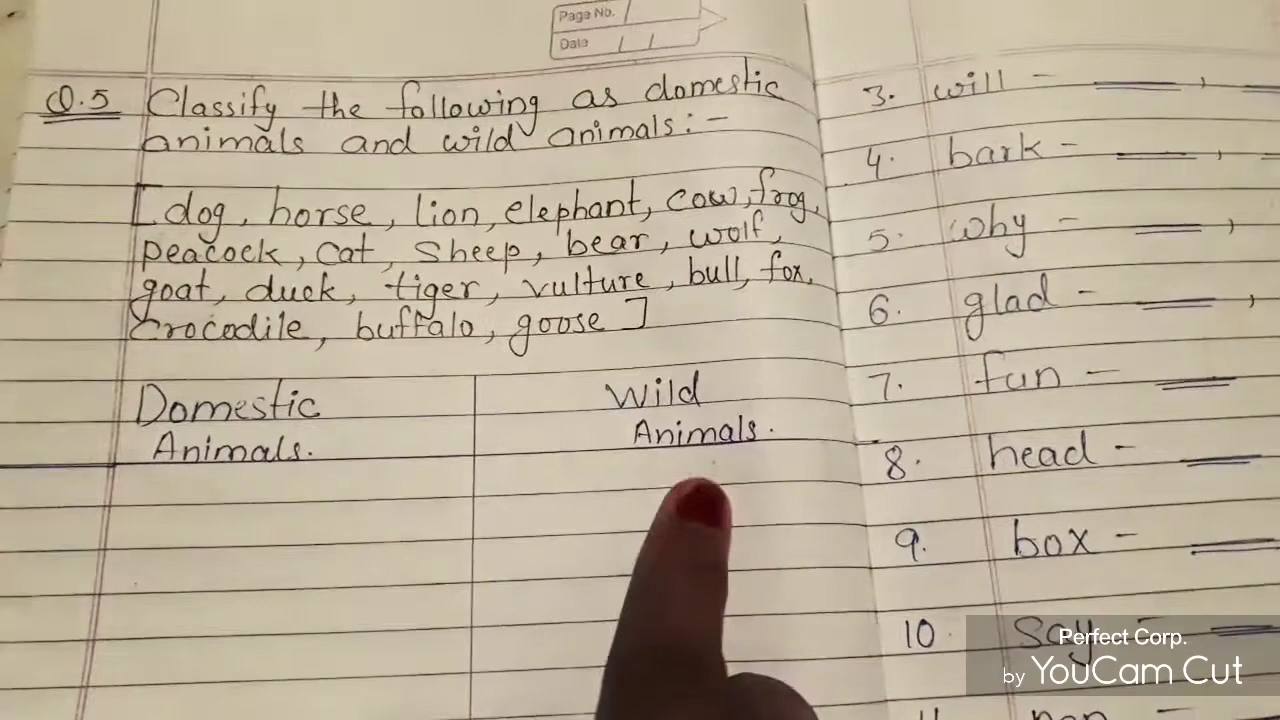 Page No. /
Date / /
Q.5 Classify the following as domestic
animals and wild animals:-
[dog, horse, lion, elephant, cow, frog,
peacock, cat, sheep, bear, wolf,
goat, duck, tiger, vulture, bull, fox,
crocodile, buffalo, goose]
Domestic
Animals.
Wild
Animals.
3. will - ,
4. bark - ,
5. why - ,
6. glad - ,
7. fun -
8. head -
9. box -
10. say -
Perfect Corp.
by YouCam Cut